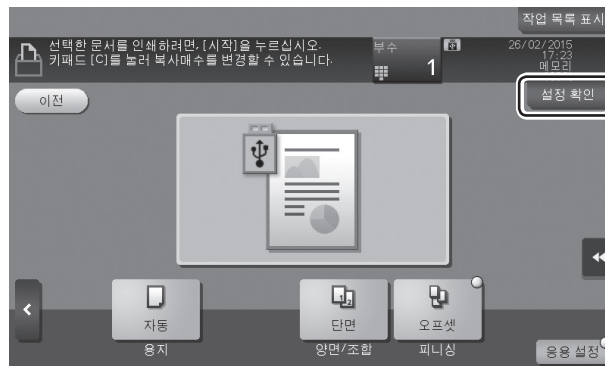 작업 목록 표시
선택한 문서를 인쇄하려면, [시작]을 누르십시오.
키패드 [C]를 눌러 복사매수를 변경할 수 있습니다.
부수
1
26/02/2015
17:23
메모리
이전
설정 확인
자동
용지
1 2
단면
양면/조합
오프셋
피니싱
응용 설정